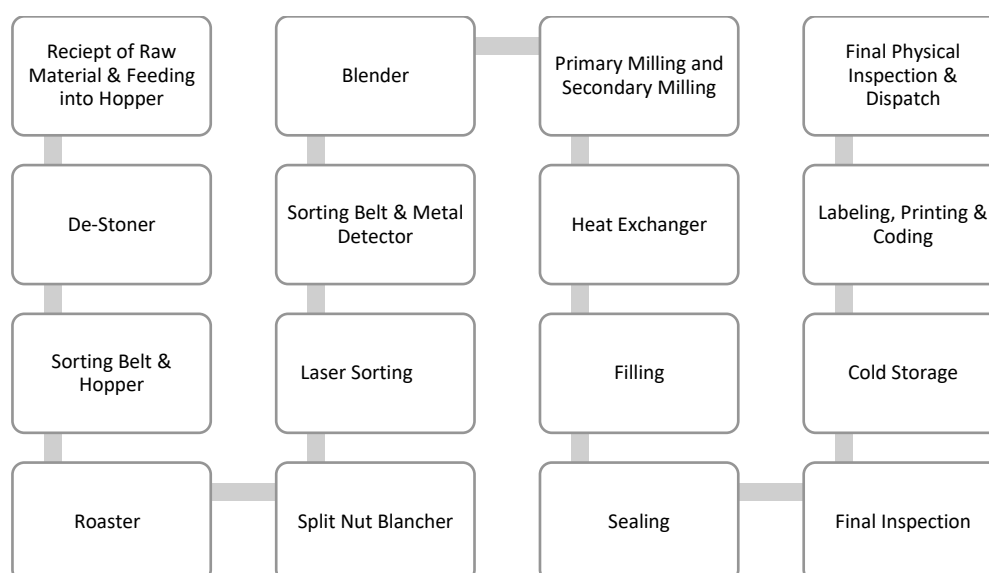 Reciept of Raw
Material & Feeding
into Hopper
De-Stoner
Sorting Belt &
Hopper
Roaster
Split Nut Blancher
Laser Sorting
Sorting Belt & Metal
Detector
Blender
Primary Milling and
Secondary Milling
Heat Exchanger
Filling
Sealing
Final Inspection
Cold Storage
Labeling, Printing &
Coding
Final Physical
Inspection &
Dispatch